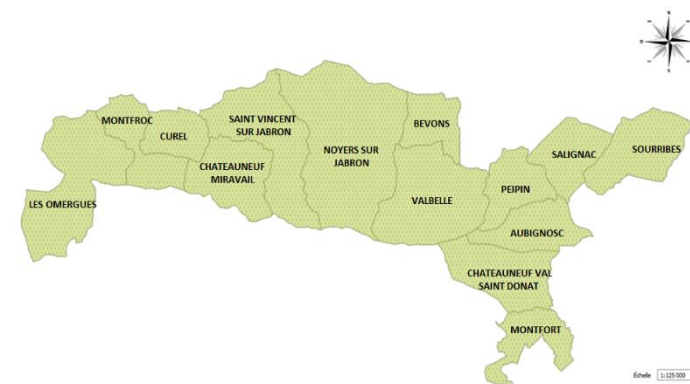 MONTFROC
CUREL
SAINT VINCENT
SUR JABRON
CHATEAUNEUF
MIRAVAIL
NOYERS SUR
JABRON
BEVONS
VALBELLE
SALIGNAC
SOURRIBES
PEIPIN
LES OMERGUES
AUBIGNOSC
CHATEAUNEUF VAL
SAINT DONAT
MONTFORT
Échelle 1:125 000